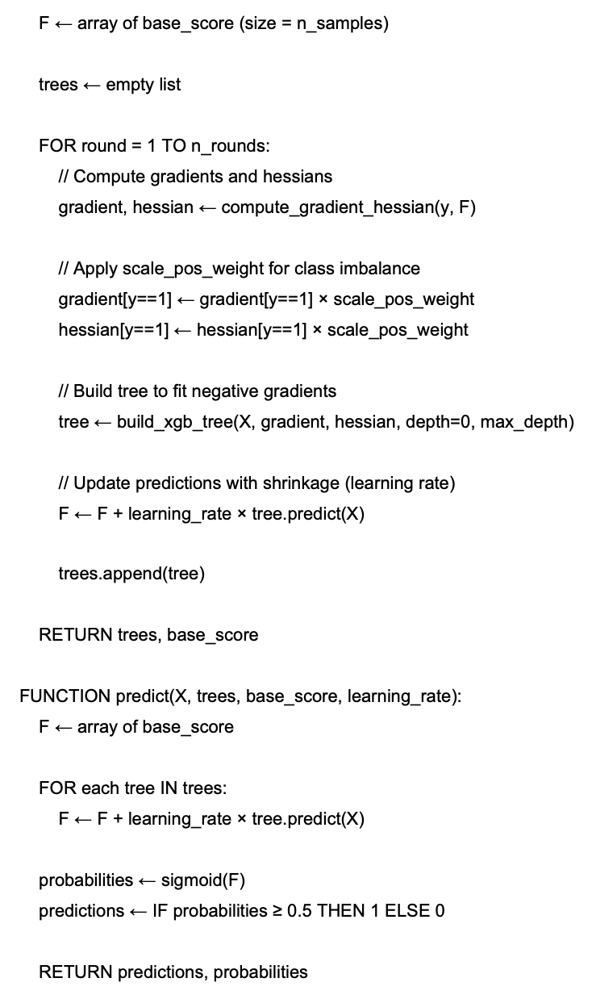 F ← array of base_score (size = n_samples)
trees ← empty list
FOR round = 1 TO n_rounds:
// Compute gradients and hessians
gradient, hessian ← compute_gradient_hessian(y, F)
// Apply scale_pos_weight for class imbalance
gradient[y==1] ← gradient[y==1] × scale_pos_weight
hessian[y==1] ← hessian[y==1] × scale_pos_weight
// Build tree to fit negative gradients
tree ← build_xgb_tree(X, gradient, hessian, depth=0, max_depth)
// Update predictions with shrinkage (learning rate)
F ← F + learning_rate × tree.predict(X)
trees.append(tree)
RETURN trees, base_score
FUNCTION predict(X, trees, base_score, learning_rate):
F ← array of base_score
FOR each tree IN trees:
F ← F + learning_rate × tree.predict(X)
probabilities ← sigmoid(F)
predictions ← IF probabilities ≥ 0.5 THEN 1 ELSE 0
RETURN predictions, probabilities